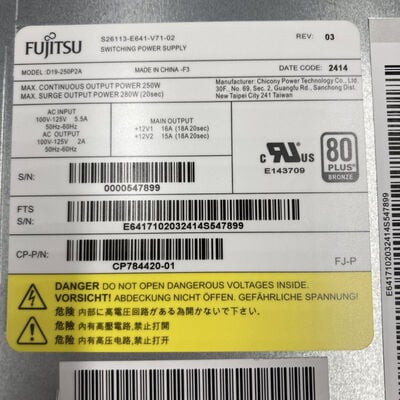 FUJITSU
S26113-E641-V71-02
SWITCHING POWER SUPPLY
REV: 03
MODEL: D19-250P2A
MADE IN CHINA -F3
DATE CODE: 2414
MAX. CONTINUOUS OUTPUT POWER 250W
MAX. SURGE OUTPUT POWER 280W (20sec)
Manufacturer: Chicony Power Technology Co., Ltd.
30F., No. 69, Sec. 2, Guangfu Rd., Sanchong Dist.
New Taipei City 241 Taiwan
AC INPUT
100V-125V 5.5A
50Hz-60Hz
AC OUTPUT
100V-125V 2A
50Hz-60Hz
MAIN OUTPUT
+12V1 16A (18A 20sec)
+12V2 15A (18A 20sec)
c RU US
E143709
80
PLUS
BRONZE
S/N:
0000547899
FTS
S/N:
E6417102032414S547899
CP-P/N:
CP784420-01
FJ-P
DANGER DO NOT OPEN DANGEROUS VOLTAGES INSIDE.
VORSICHT! ABDECKUNG NICHT ÖFFNEN. GEFÄHRLICHE SPANNUNG!
危険 内部に高電圧回路がある為開かないで下さい。
危險 內有高壓電路,禁止打開
危险 内有高压电路,禁止打开
E6417102032414S547899